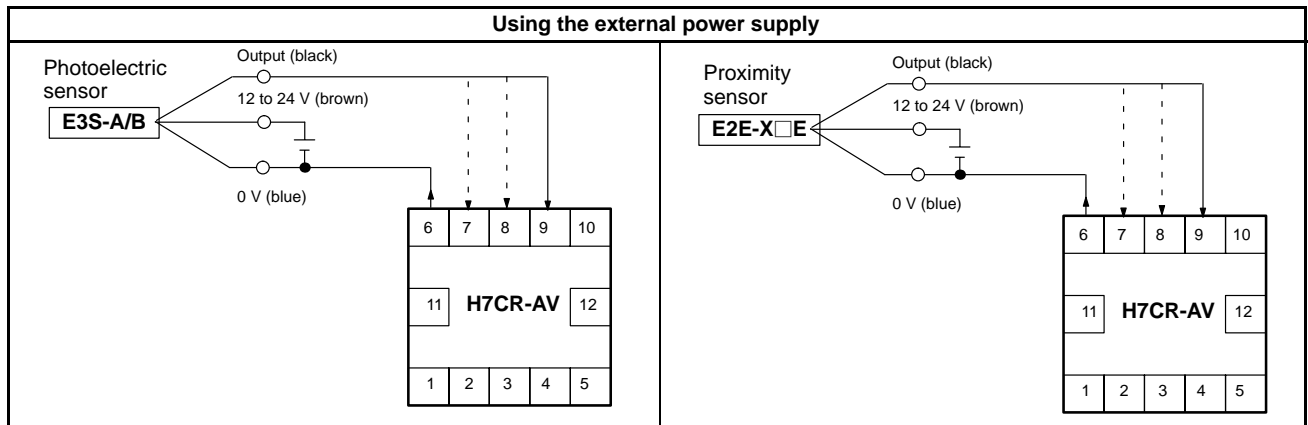 Using the external power supply
Photoelectric
sensor
E3S-A/B
Output (black)
12 to 24 V (brown)
0 V (blue)
6 7 8 9 10
11 H7CR-AV 12
1 2 3 4 5
Proximity
sensor
E2E-X□E
Output (black)
12 to 24 V (brown)
0 V (blue)
6 7 8 9 10
11 H7CR-AV 12
1 2 3 4 5